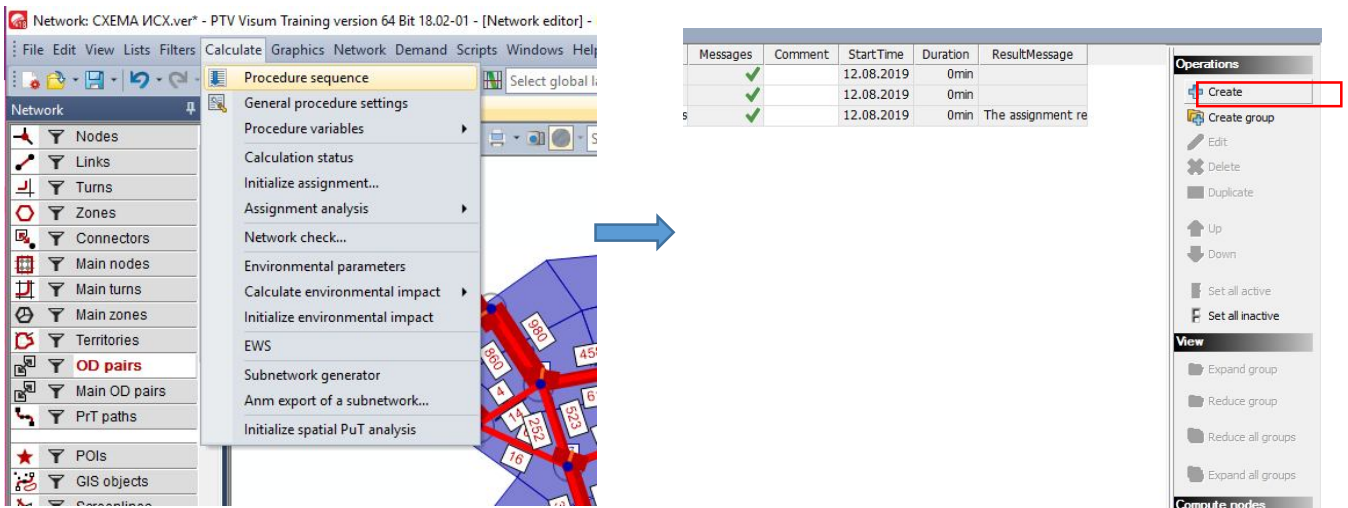 Network: СХЕМА ИСХ.ver* - PTV Visum Training version 64 Bit 18.02-01 - [Network editor] -
File Edit View Lists Filters Calculate Graphics Network Demand Scripts Windows Help
Select global
Network
Nodes
Links
Turns
Zones
Connectors
Main nodes
Main turns
Main zones
Territories
OD pairs
Main OD pairs
PrT paths
POIs
GIS objects
Screenlines
Procedure sequence
General procedure settings
Procedure variables
Calculation status
Initialize assignment...
Assignment analysis
Network check...
Environmental parameters
Calculate environmental impact
Initialize environmental impact
EWS
Subnetwork generator
Anm export of a subnetwork...
Initialize spatial PuT analysis
980
860
458
4
14
252
523
16
Messages Comment StartTime Duration ResultMessage
12.08.2019 0min
12.08.2019 0min
s 12.08.2019 0min The assignment re
Operations
Create
Create group
Edit
Delete
Duplicate
Up
Down
Set all active
Set all inactive
View
Expand group
Reduce group
Reduce all groups
Expand all groups
Compute nodes